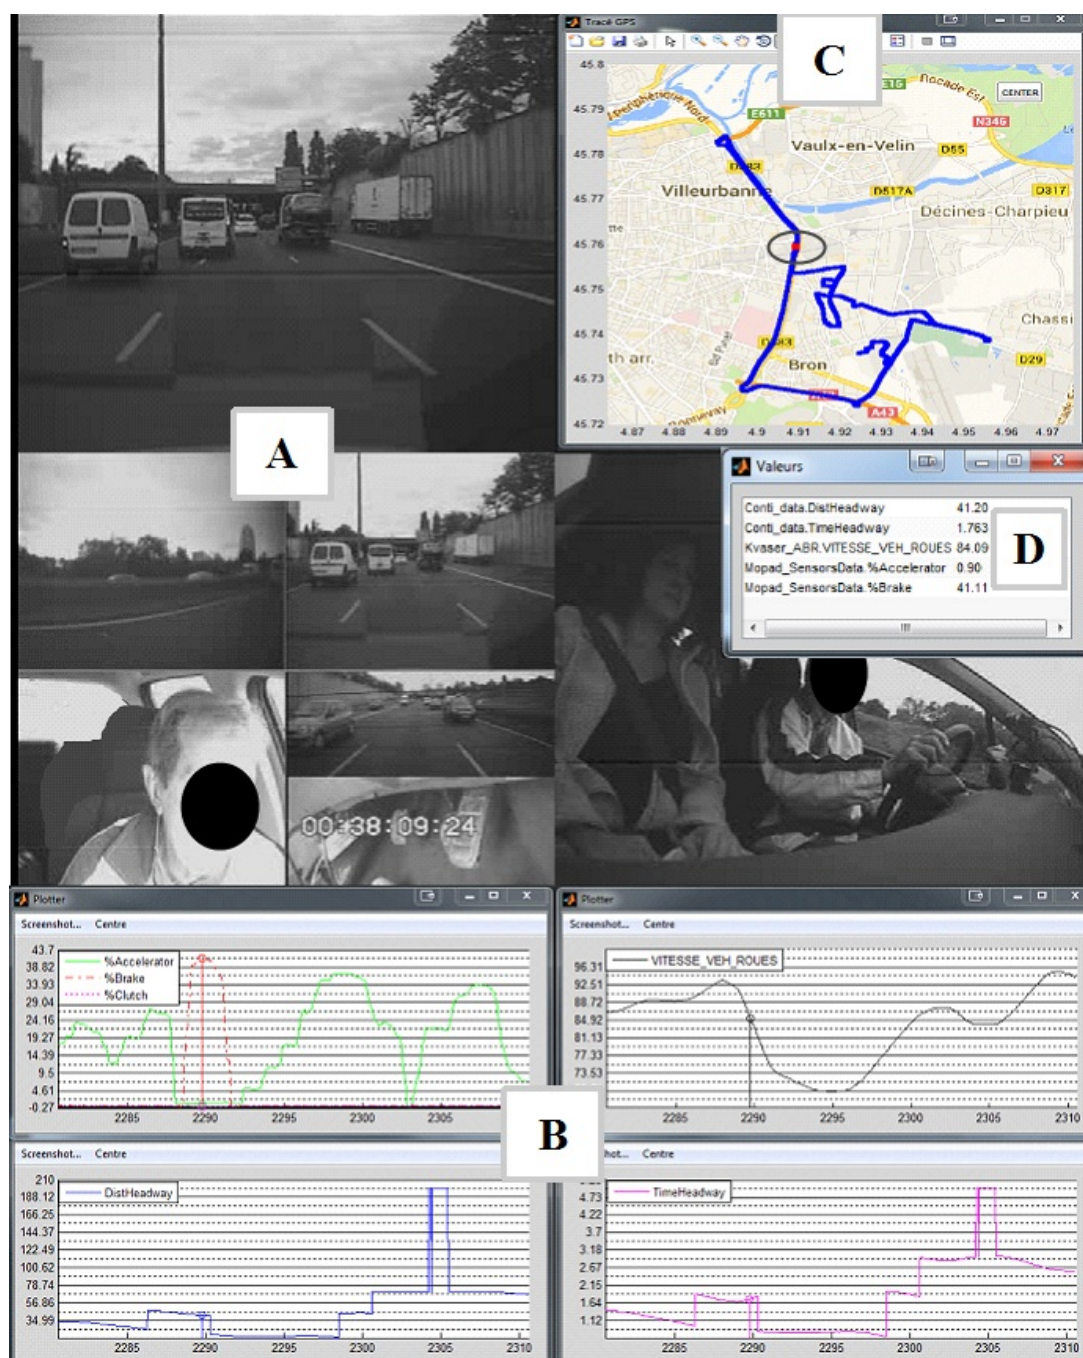 Tracé GPS
C
45.8
45.79
45.78
45.77
45.76
45.75
45.74
45.73
45.72
4.87 4.88 4.89 4.9 4.91 4.92 4.93 4.94 4.95 4.96 4.97
périphérique Nord
E15
Rocade Est
CENTER
E611
N346
Vaulx-en-Velin
D55
Villeurbanne
D517A
D317
Décines-Charpieu
Chassi
th arr.
Bron
D29
A43
A
Valeurs
Conti_data.DistHeadway 41.20
Conti_data.TimeHeadway 1.763
Kvaser_ABR.VITESSE_VEH_ROUES 84.09
Mopad_SensorsData.%Accelerator 0.90
Mopad_SensorsData.%Brake 41.11
D
00:38:09:24
Plotter
Screenshot... Centre
43.7
38.82
33.93
29.04
24.16
19.27
14.39
9.5
4.61
-0.27
%Accelerator
%Brake
%Clutch
2285 2290 2295 2300 2305 2310
Plotter
Screenshot... Centre
96.31
92.51
88.72
84.92
81.13
77.33
73.53
VITESSE_VEH_ROUES
2285 2290 2295 2300 2305 2310
B
Screenshot... Centre
210
188.12
166.25
144.37
122.49
100.62
78.74
56.86
34.99
DistHeadway
2285 2290 2295 2300 2305 2310
hot... Centre
4.73
4.22
3.7
3.18
2.67
2.15
1.64
1.12
TimeHeadway
2285 2290 2295 2300 2305 2310